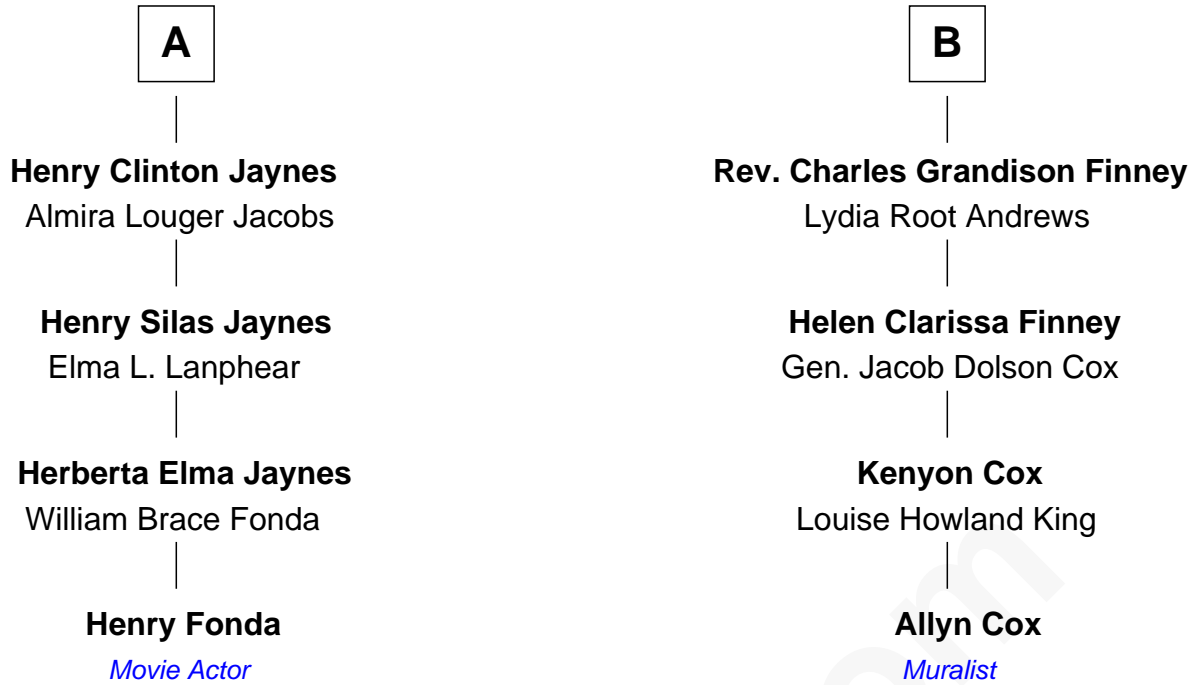 A
Henry Clinton Jaynes
Almira Louger Jacobs
Henry Silas Jaynes
Elma L. Lanphear
Herberta Elma Jaynes
William Brace Fonda
Henry Fonda
Movie Actor
B
Rev. Charles Grandison Finney
Lydia Root Andrews
Helen Clarissa Finney
Gen. Jacob Dolson Cox
Kenyon Cox
Louise Howland King
Allyn Cox
Muralist
om